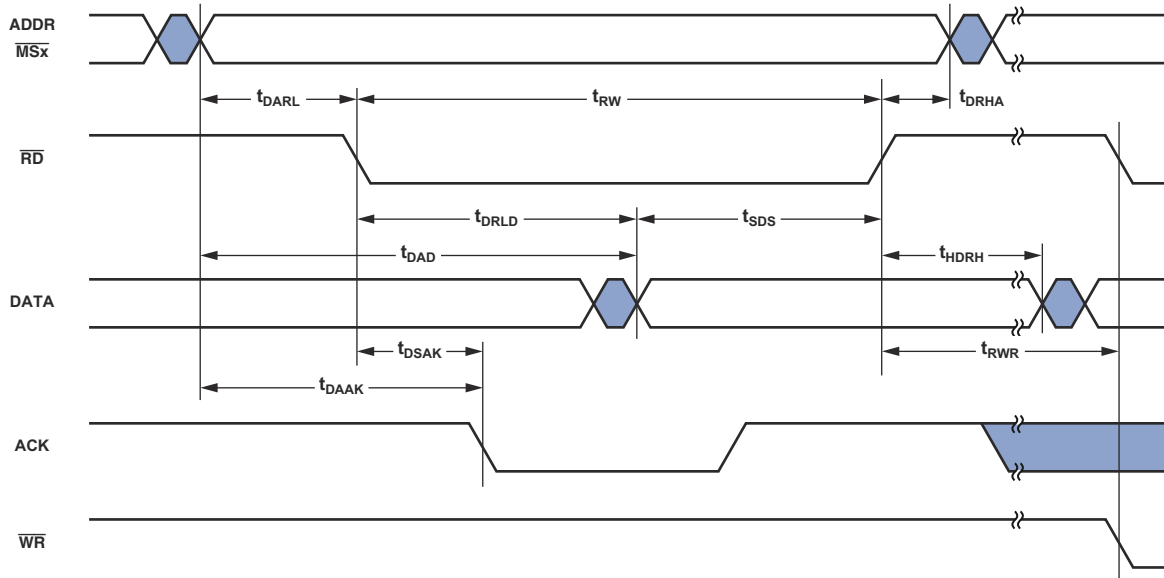 ADDR
MSx
tDARL
tRW
tDRHA
RD
tDRLD
tSDS
tDAD
tHDRH
DATA
tDSAK
tRWR
tDAAK
ACK
WR